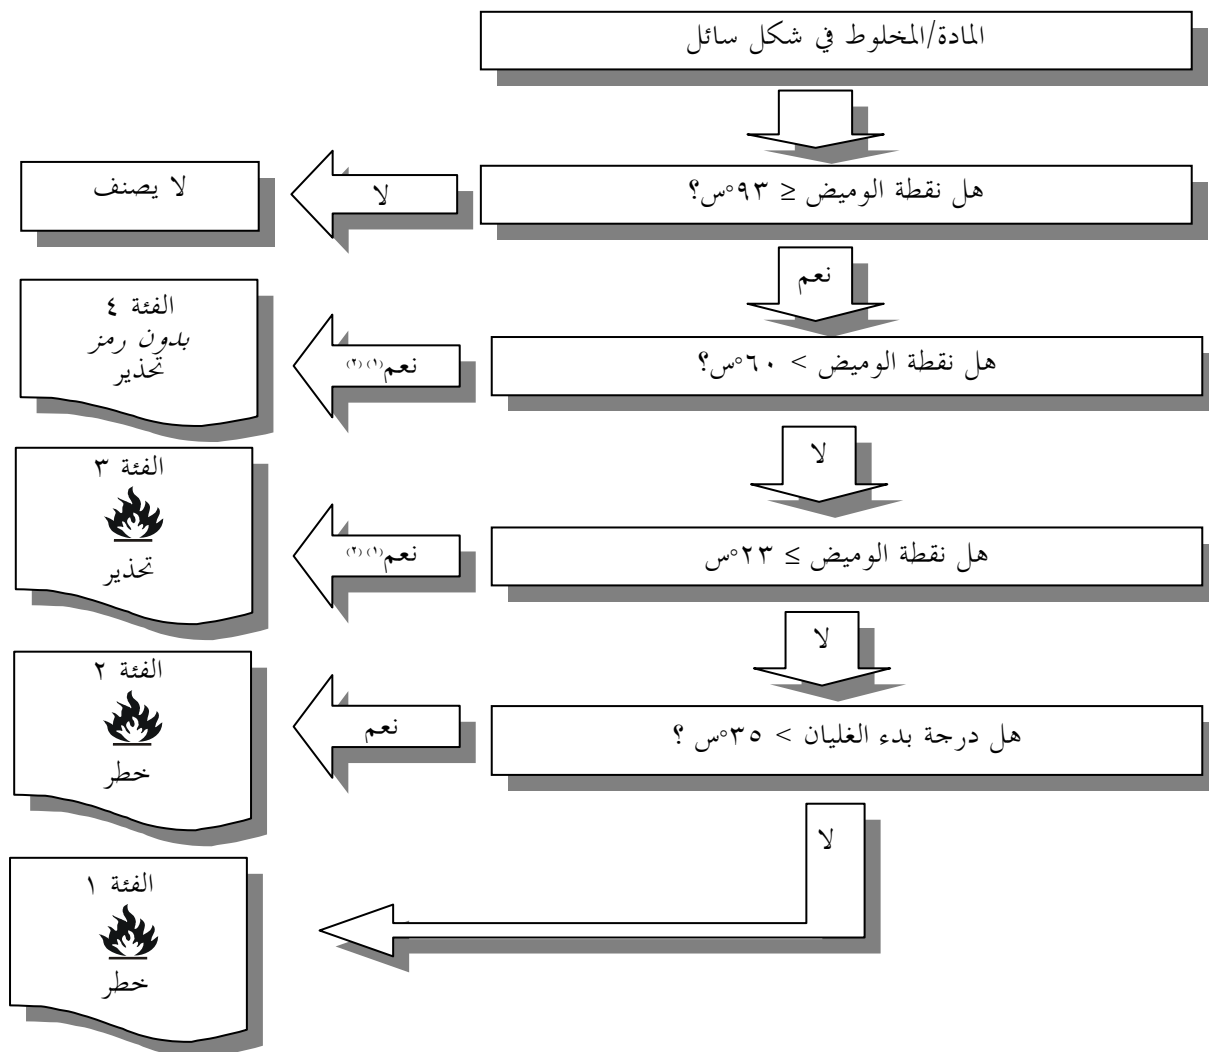 المادة/المخلوط في شكل سائل
هل نقطة الوميض ≤ ٩٣°س؟
لا
لا يصنف
نعم
هل نقطة الوميض > ٦٠°س؟
نعم(١) (٢)
الفئة ٤
بدون رمز
تحذير
لا
هل نقطة الوميض ≥ ٢٣°س
نعم(١) (٢)
الفئة ٣
تحذير
لا
هل درجة بدء الغليان > ٣٥°س ؟
نعم
الفئة ٢
خطر
لا
الفئة ١
خطر